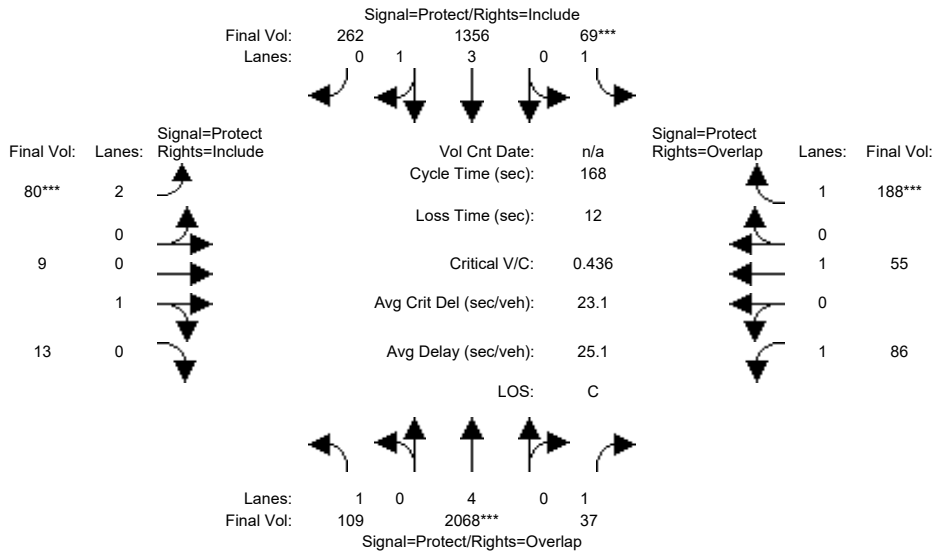 Signal=Protect/Rights=Include
Final Vol: 262 1356 69***
Lanes: 0 1 3 0 1
Signal=Protect
Final Vol: Lanes: Rights=Include
Vol Cnt Date: n/a
Signal=Protect
Rights=Overlap Lanes: Final Vol:
Cycle Time (sec): 168
80*** 2
1 188***
Loss Time (sec): 12
0
0
9 0
Critical V/C: 0.436
1 55
1
Avg Crit Del (sec/veh): 23.1
0
13 0
Avg Delay (sec/veh): 25.1
1 86
LOS: C
Lanes: 1 0 4 0 1
Final Vol: 109 2068*** 37
Signal=Protect/Rights=Overlap